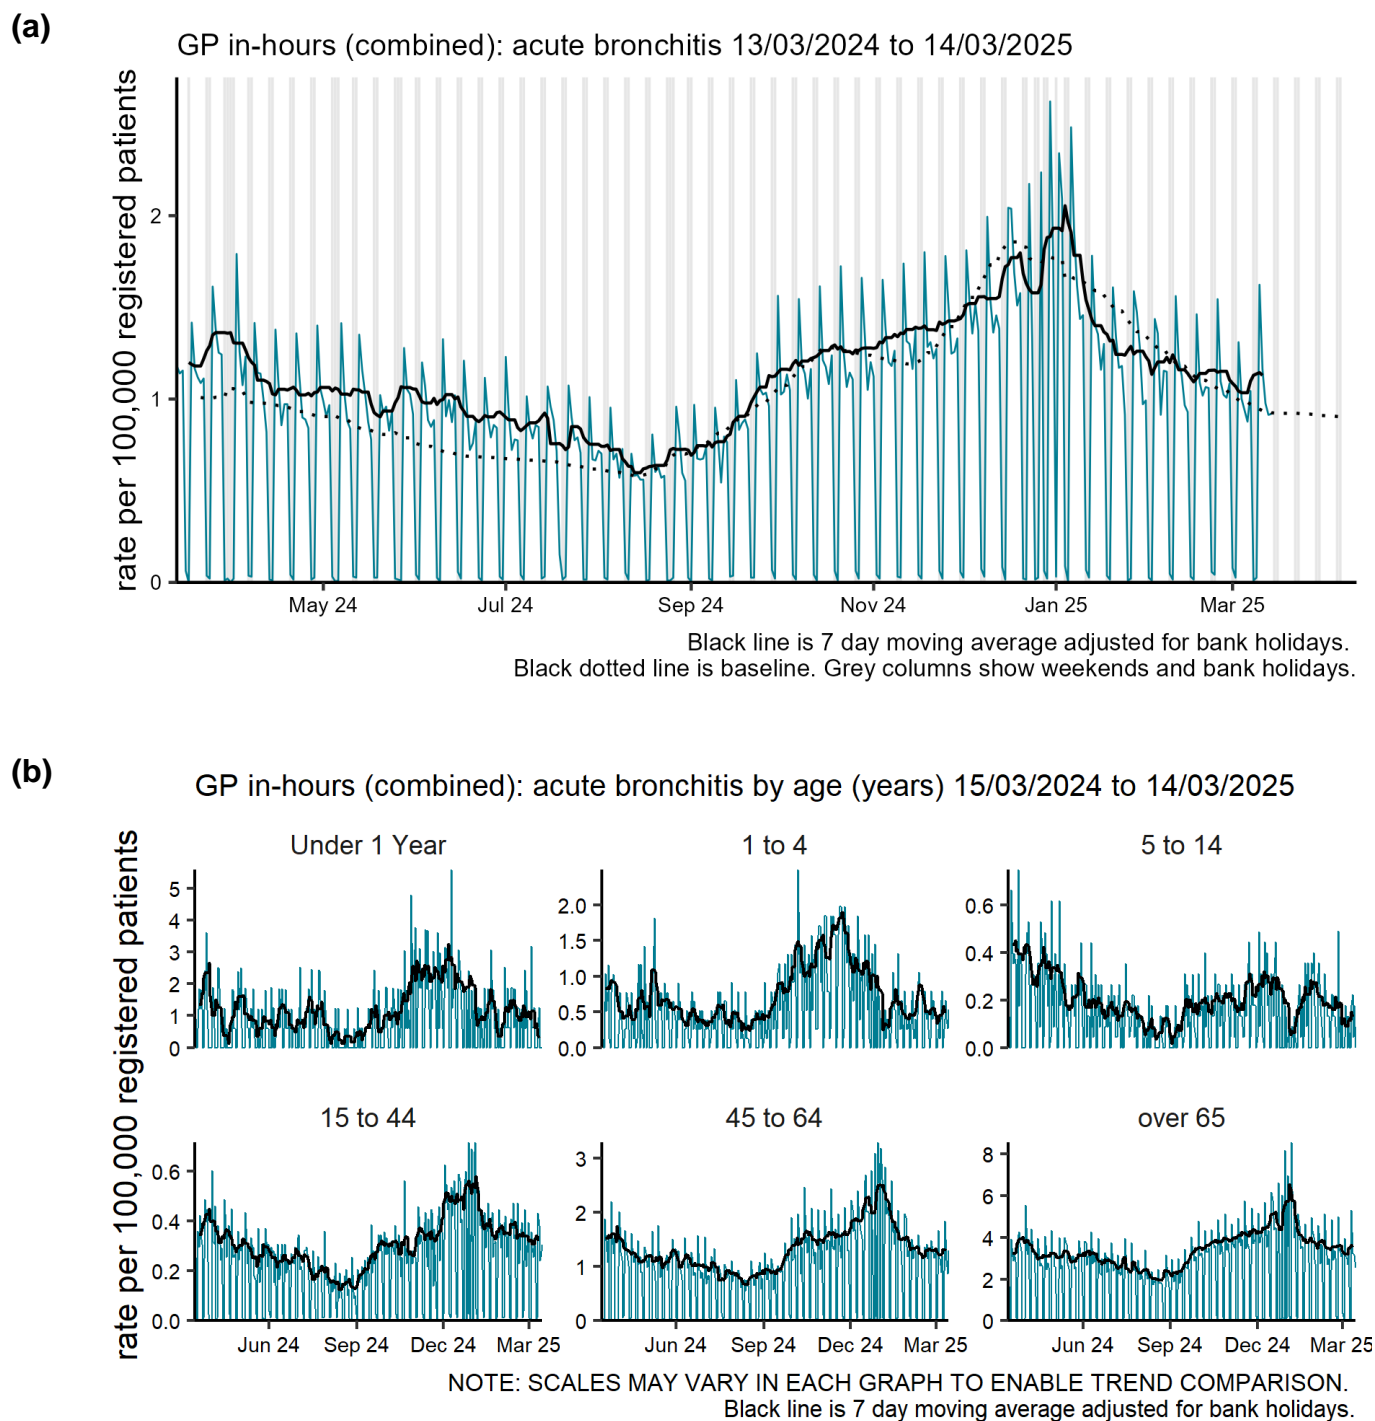 (a)
GP in-hours (combined): acute bronchitis 13/03/2024 to 14/03/2025
rate per 100,000 registered patients
2
1
0
May 24 Jul 24 Sep 24 Nov 24 Jan 25 Mar 25
Black line is 7 day moving average adjusted for bank holidays.
Black dotted line is baseline. Grey columns show weekends and bank holidays.
(b)
GP in-hours (combined): acute bronchitis by age (years) 15/03/2024 to 14/03/2025
rate per 100,000 registered patients
Under 1 Year
5
4
3
2
1
0
1 to 4
2.0
1.5
1.0
0.5
0.0
5 to 14
0.6
0.4
0.2
0.0
15 to 44
0.6
0.4
0.2
0.0
Jun 24 Sep 24 Dec 24 Mar 25
45 to 64
3
2
1
0
Jun 24 Sep 24 Dec 24 Mar 25
over 65
8
6
4
2
0
Jun 24 Sep 24 Dec 24 Mar 25
NOTE: SCALES MAY VARY IN EACH GRAPH TO ENABLE TREND COMPARISON.
Black line is 7 day moving average adjusted for bank holidays.